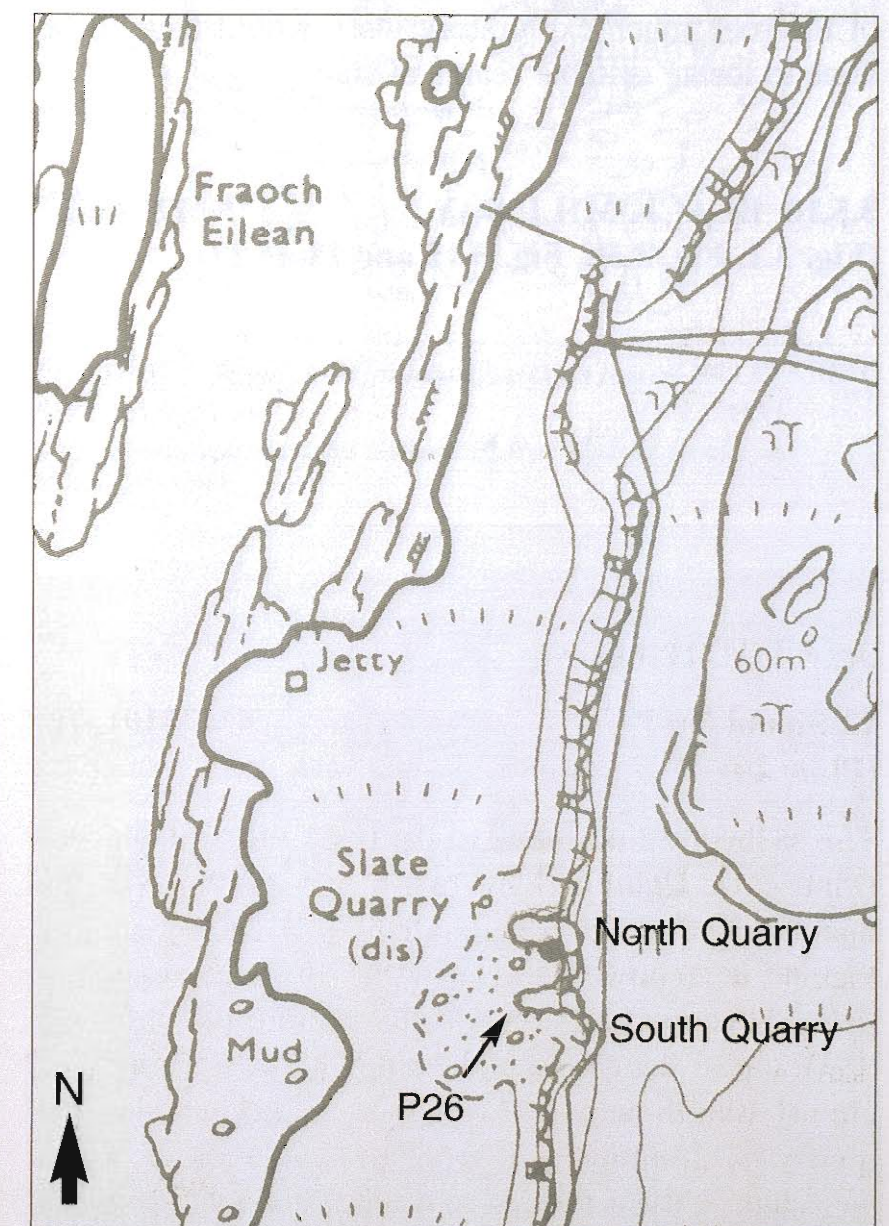 Fraoch
Eilean
Jetty
60m
Slate
Quarry
(dis)
North Quarry
South Quarry
Mud
P26
N